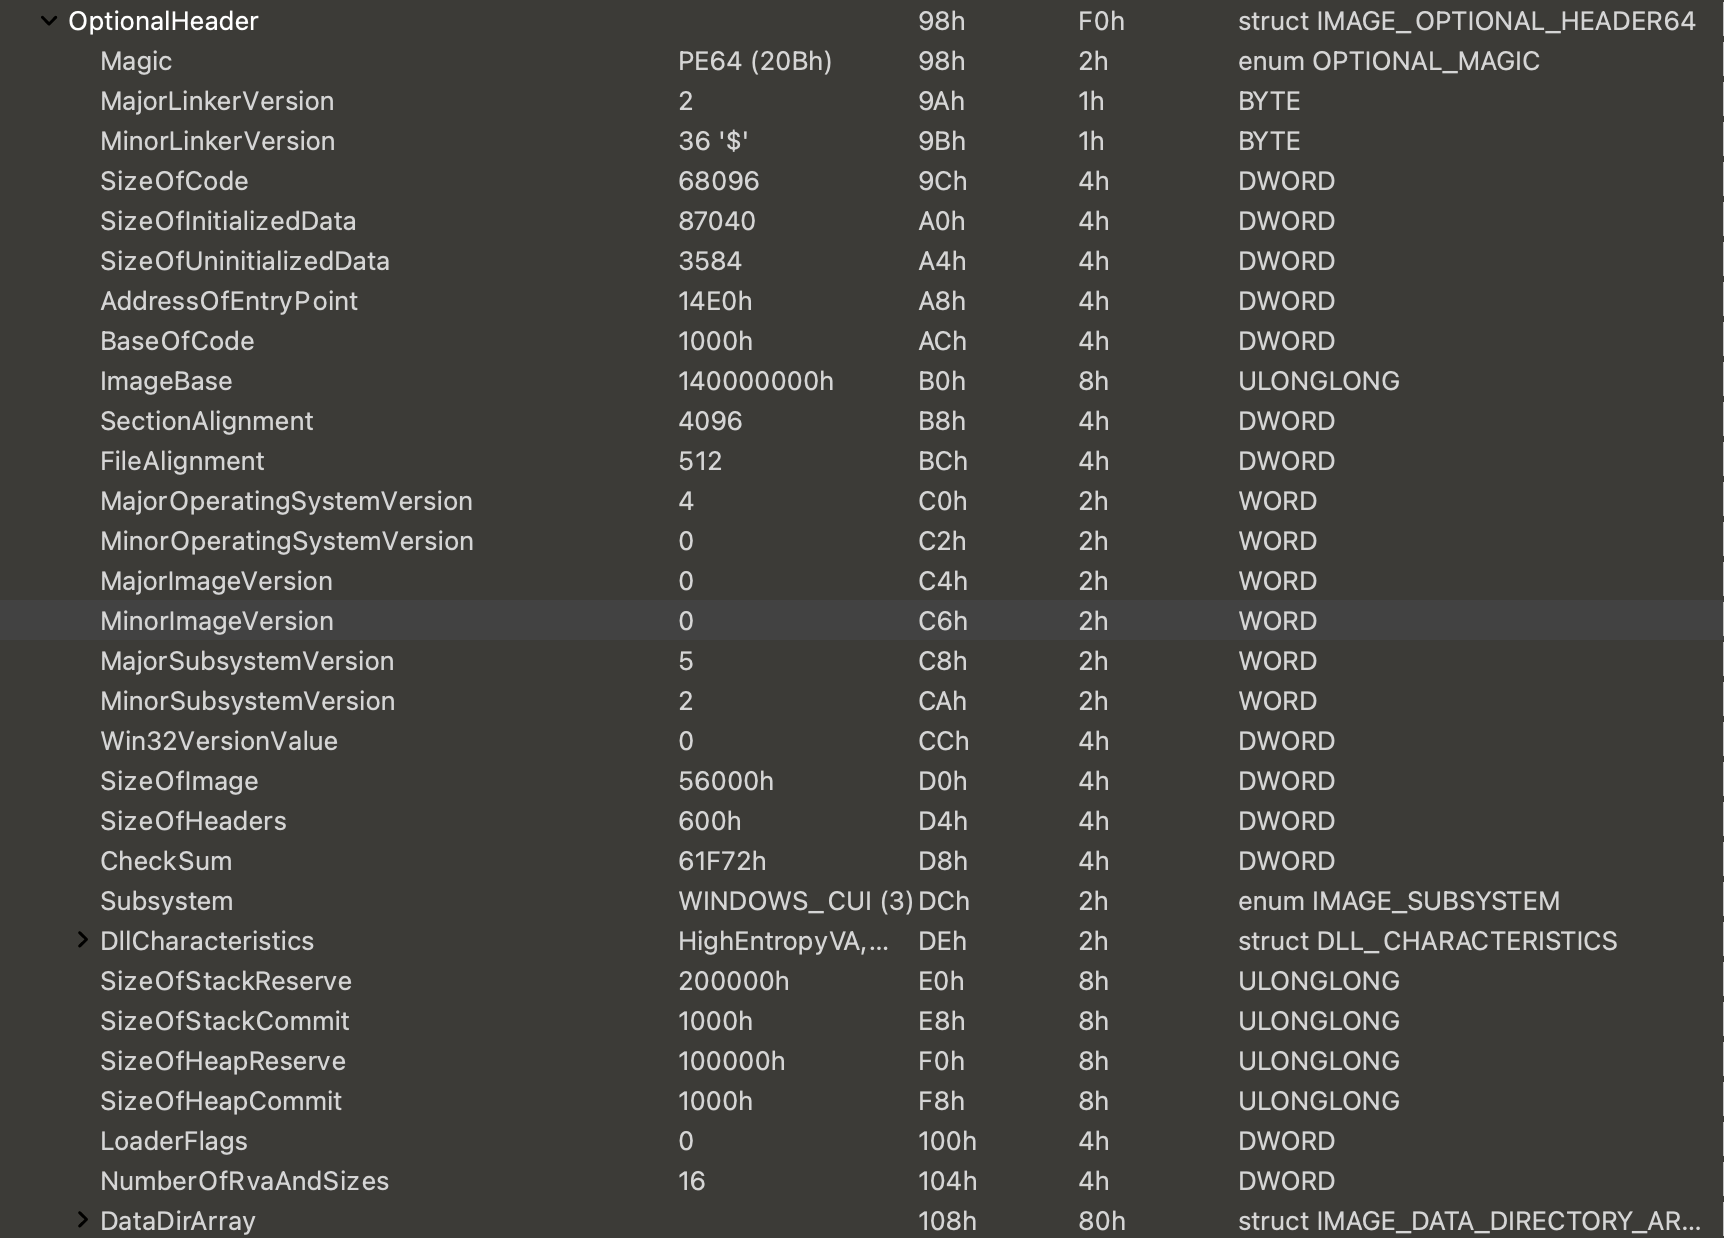 OptionalHeader 98h F0h struct IMAGE_OPTIONAL_HEADER64
Magic PE64 (20Bh) 98h 2h enum OPTIONAL_MAGIC
MajorLinkerVersion 2 9Ah 1h BYTE
MinorLinkerVersion 36 '$' 9Bh 1h BYTE
SizeOfCode 68096 9Ch 4h DWORD
SizeOfInitializedData 87040 A0h 4h DWORD
SizeOfUninitializedData 3584 A4h 4h DWORD
AddressOfEntryPoint 14E0h A8h 4h DWORD
BaseOfCode 1000h ACh 4h DWORD
ImageBase 140000000h B0h 8h ULONGLONG
SectionAlignment 4096 B8h 4h DWORD
FileAlignment 512 BCh 4h DWORD
MajorOperatingSystemVersion 4 C0h 2h WORD
MinorOperatingSystemVersion 0 C2h 2h WORD
MajorImageVersion 0 C4h 2h WORD
MinorImageVersion 0 C6h 2h WORD
MajorSubsystemVersion 5 C8h 2h WORD
MinorSubsystemVersion 2 CAh 2h WORD
Win32VersionValue 0 CCh 4h DWORD
SizeOfImage 56000h D0h 4h DWORD
SizeOfHeaders 600h D4h 4h DWORD
CheckSum 61F72h D8h 4h DWORD
Subsystem WINDOWS_CUI (3) DCh 2h enum IMAGE_SUBSYSTEM
DllCharacteristics HighEntropyVA,... DEh 2h struct DLL_CHARACTERISTICS
SizeOfStackReserve 200000h E0h 8h ULONGLONG
SizeOfStackCommit 1000h E8h 8h ULONGLONG
SizeOfHeapReserve 100000h F0h 8h ULONGLONG
SizeOfHeapCommit 1000h F8h 8h ULONGLONG
LoaderFlags 0 100h 4h DWORD
NumberOfRvaAndSizes 16 104h 4h DWORD
DataDirArray 108h 80h struct IMAGE_DATA_DIRECTORY_AR...